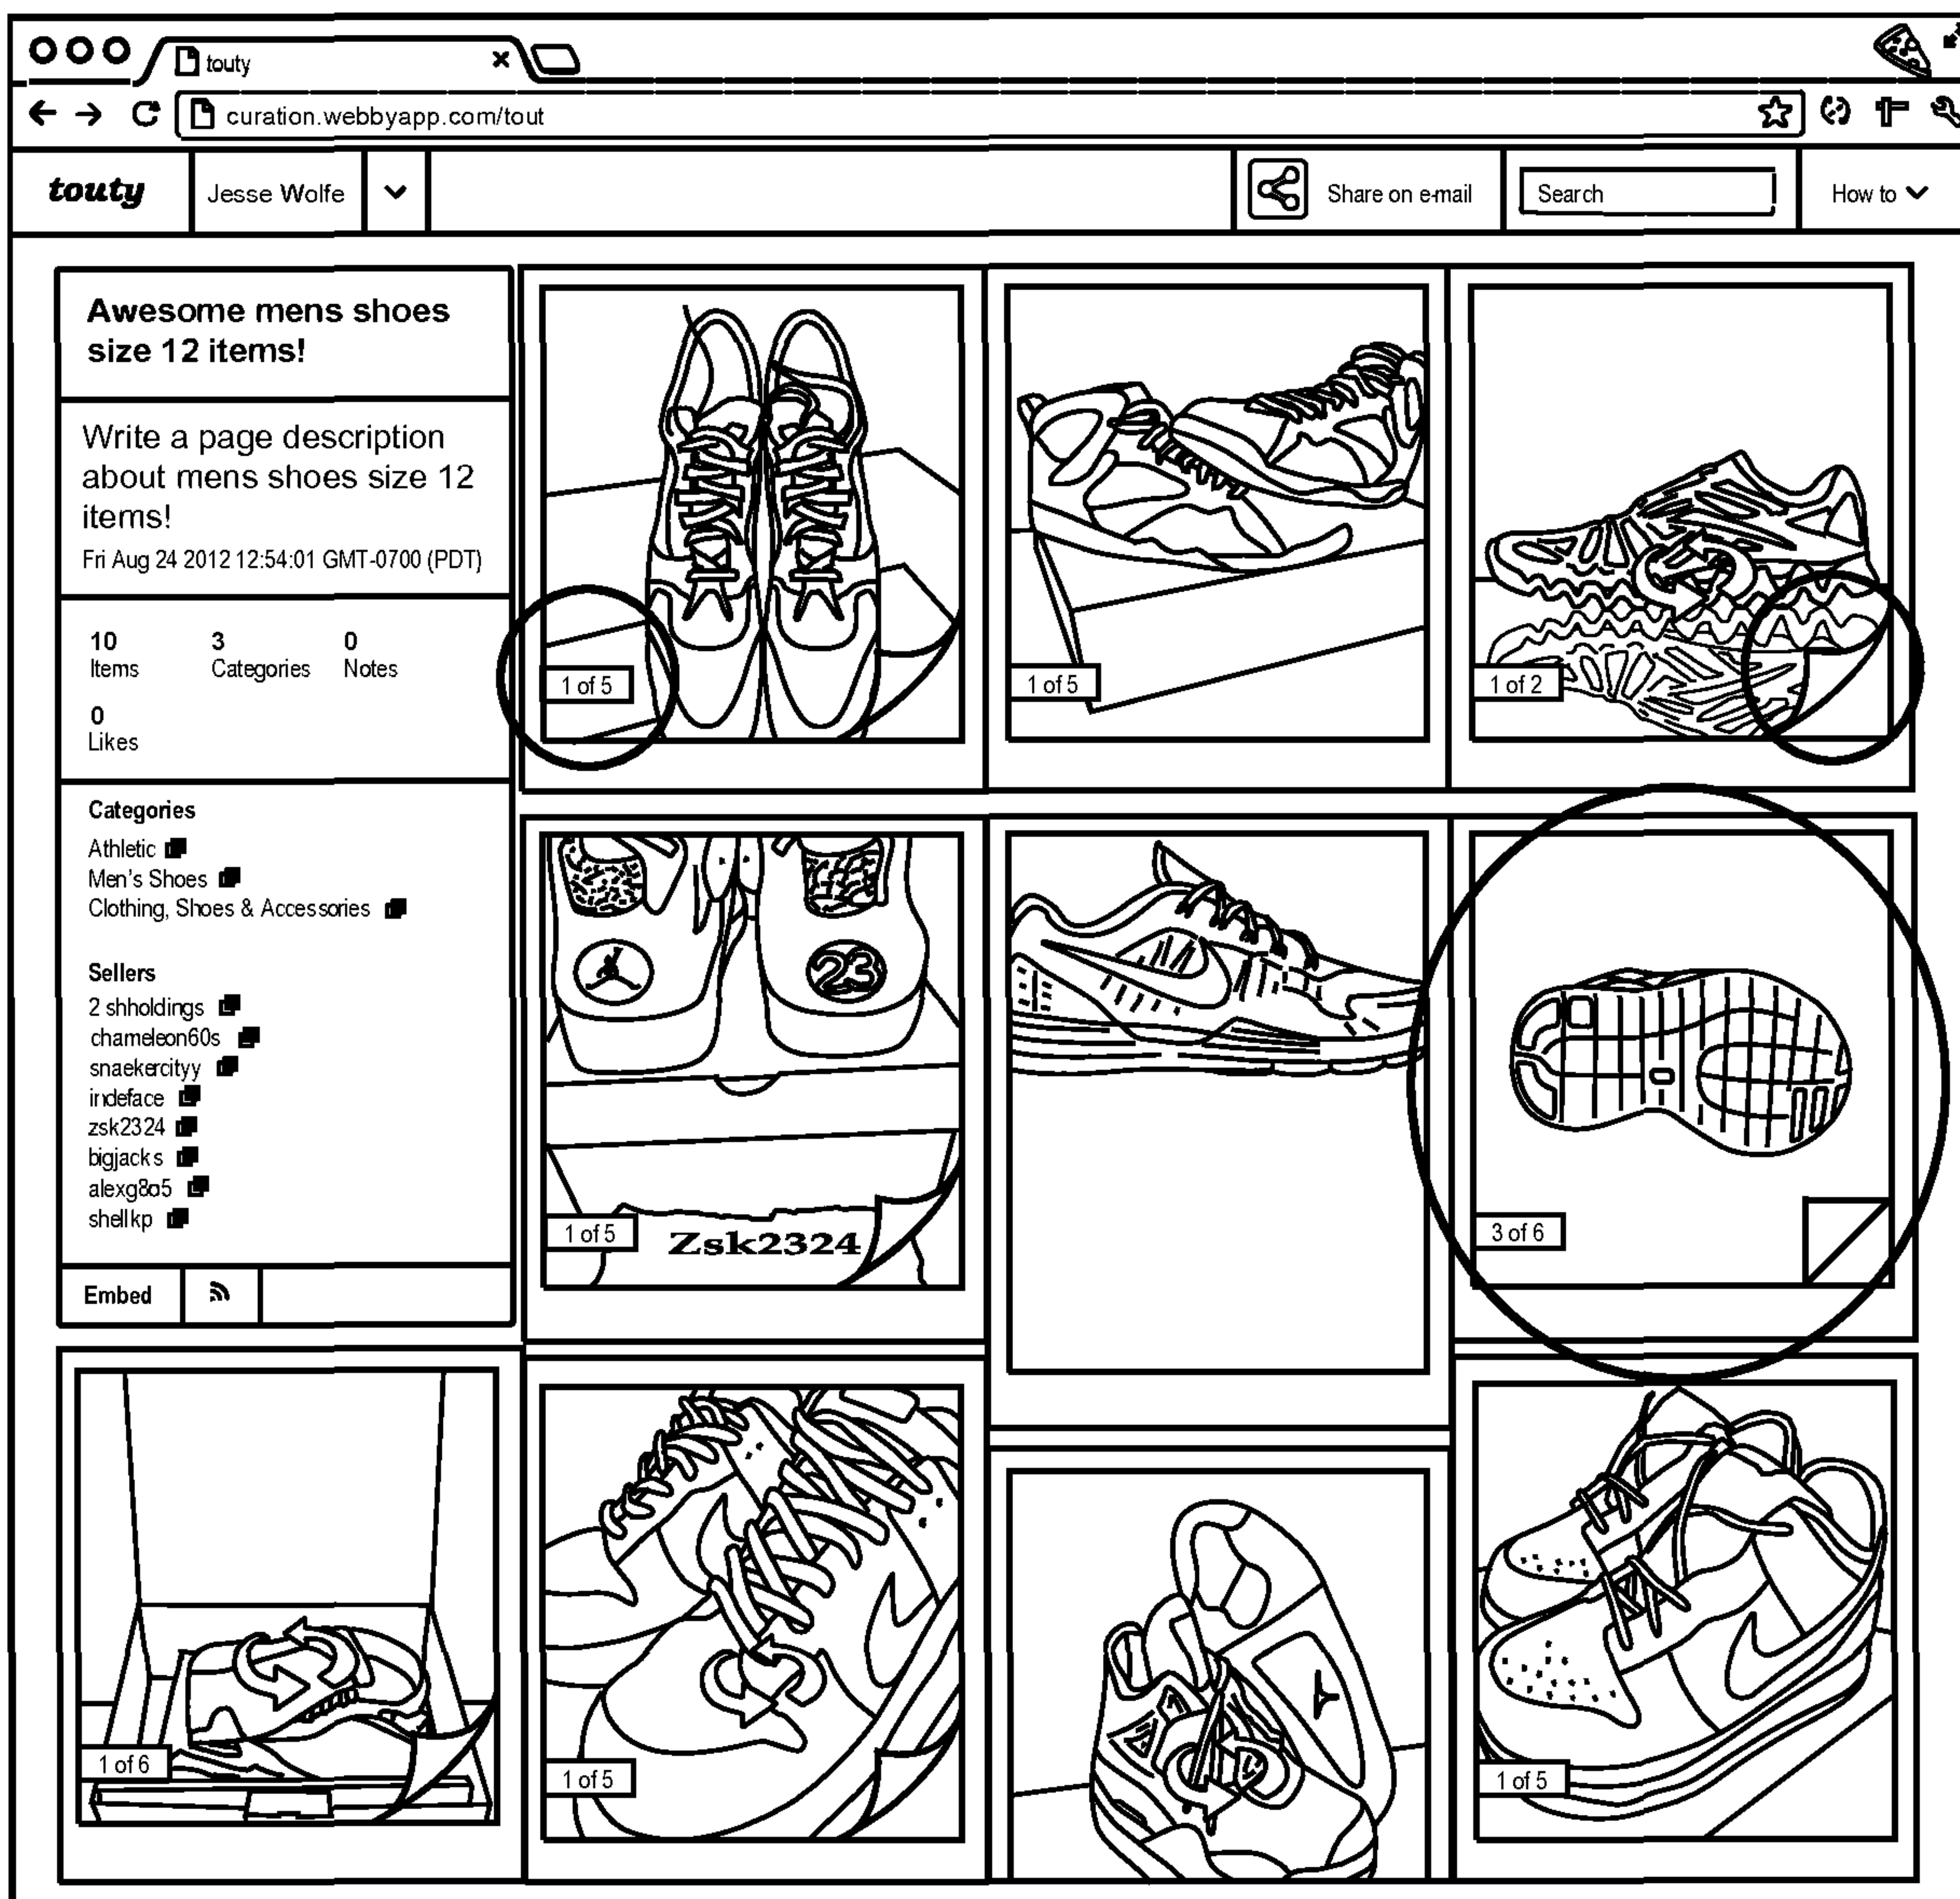 touty
curation.webbyapp.com/tout
touty
Jesse Wolfe
Share on e-mail
Search
How to
Awesome mens shoes
size 12 items!
Write a page description
about mens shoes size 12
items!
Fri Aug 24 2012 12:54:01 GMT-0700 (PDT)
10
Items
3
Categories
0
Notes
0
Likes
Categories
Athletic
Men's Shoes
Clothing, Shoes & Accessories
Sellers
2 shholdings
chameleon60s
snaekercityy
indeface
zsk2324
bigjacks
alexg8o5
shellkp
Embed
1 of 5
1 of 5
1 of 2
23
1 of 5
Zsk2324
3 of 6
1 of 6
1 of 5
1 of 5